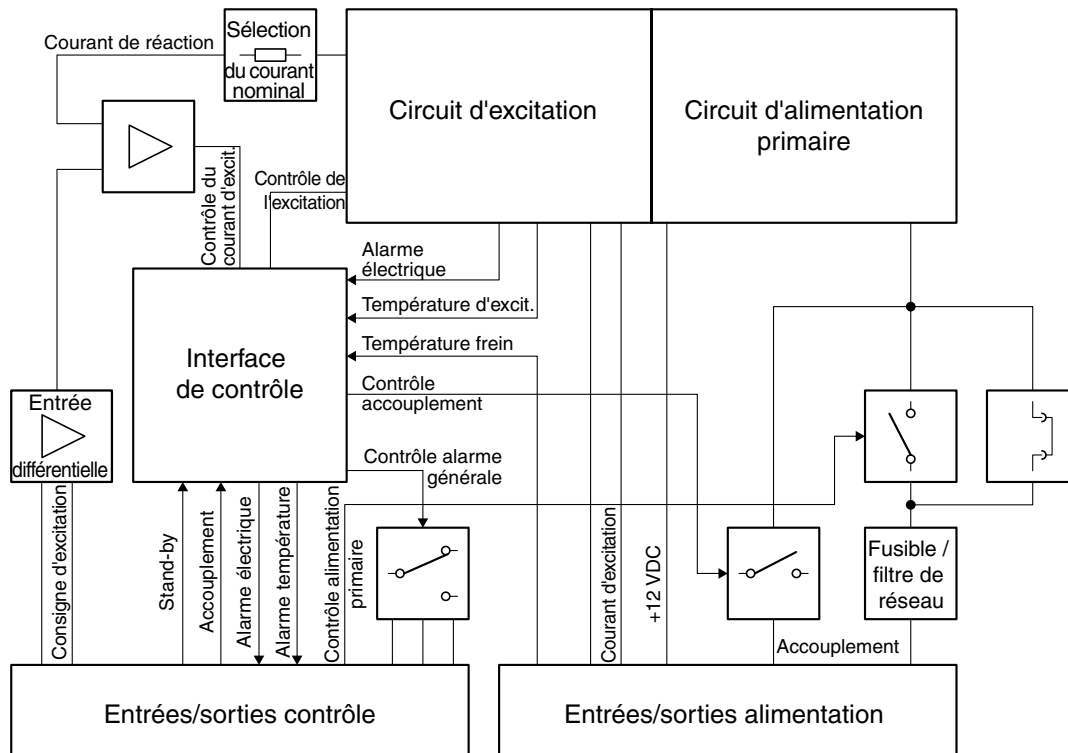 Courant de réaction
Sélection
du courant
nominal
Circuit d'excitation
Circuit d'alimentation
primaire
Contrôle du
courant d'excit.
Contrôle de
l'excitation
Alarme
électrique
Température d'excit.
Température frein
Interface
de contrôle
Contrôle
accouplement
Entrée
différentielle
Contrôle alarme
générale
Consigne d'excitation
Stand-by
Accouplement
Alarme électrique
Alarme température
Contrôle alimentation
primaire
Courant d'excitation
+12 VDC
Fusible /
filtre de
réseau
Accouplement
Entrées/sorties contrôle
Entrées/sorties alimentation